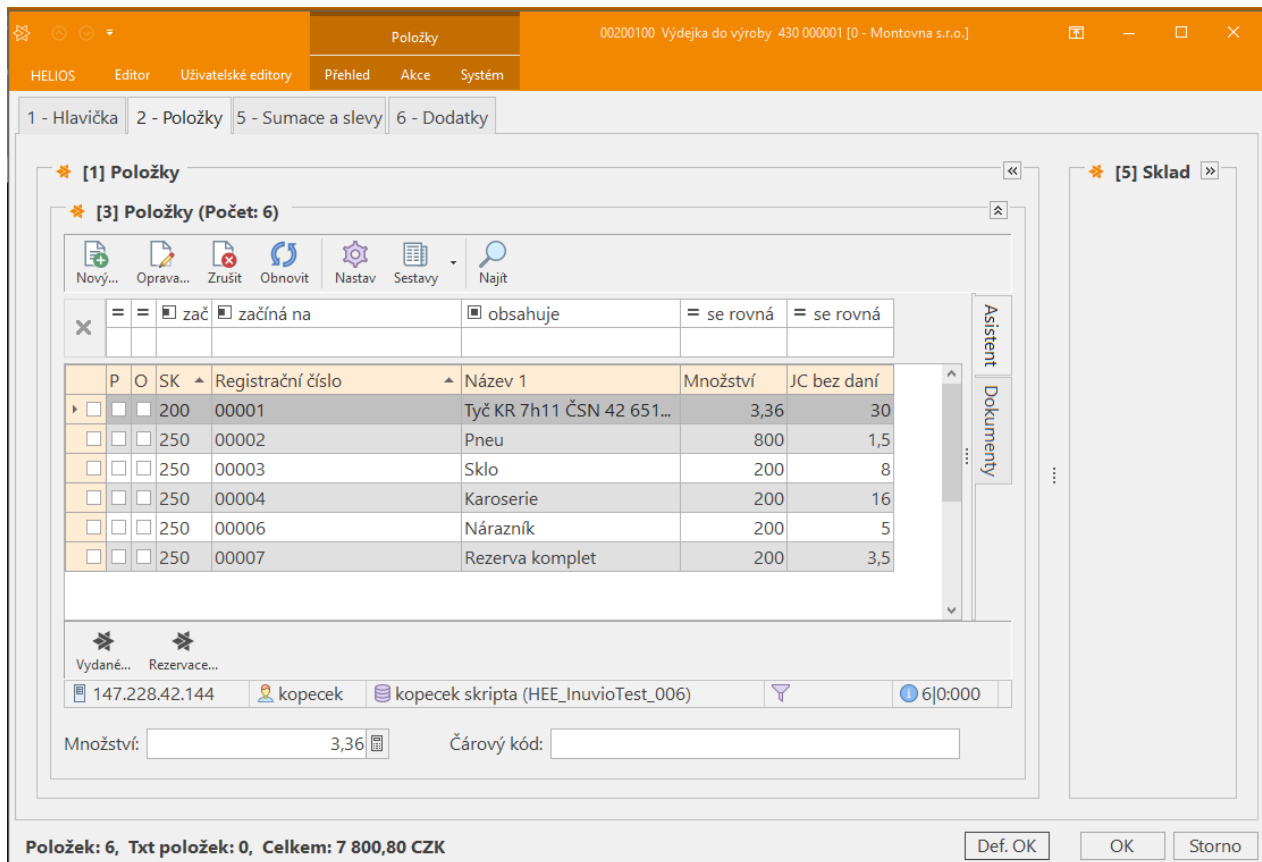 Položky
00200100 Výdejka do výroby 430 000001 [0 - Montovna s.r.o.]
HELIOS Editor Uživatelské editory Přehled Akce Systém
1 - Hlavička 2 - Položky 5 - Sumace a slevy 6 - Dodatky
[1] Položky
[5] Sklad
[3] Položky (Počet: 6)
Nový... Oprava... Zrušit Obnovit Nastav Sestavy Najít
= = zač začíná na obsahuje = se rovná = se rovná
Asistent
Dokumenty
P O SK Registrační číslo Název 1 Množství JC bez daní
200 00001 Tyč KR 7h11 ČSN 42 651... 3,36 30
250 00002 Pneu 800 1,5
250 00003 Sklo 200 8
250 00004 Karoserie 200 16
250 00006 Nárazník 200 5
250 00007 Rezerva komplet 200 3,5
Vydané... Rezervace...
147.228.42.144 kopecek kopecek skripta (HEE_InuvioTest_006) 6|0:000
Množství: 3,36 Čárový kód:
Položek: 6, Txt položek: 0, Celkem: 7 800,80 CZK
Def. OK OK Storno